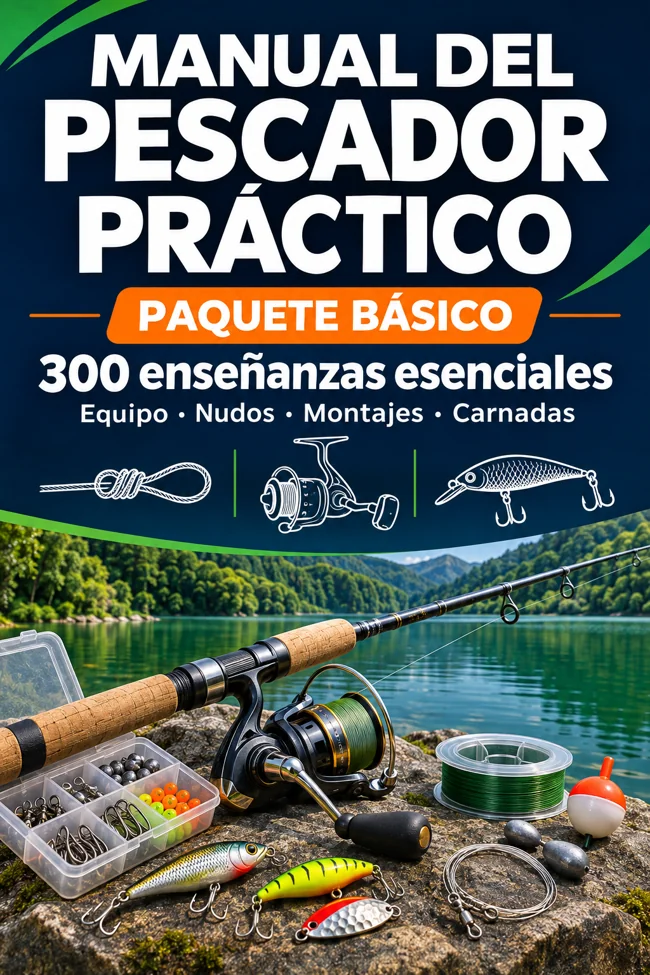 MANUAL DEL
PESCADOR
PRÁCTICO
PAQUETE BÁSICO
300 enseñanzas esenciales
Equipo • Nudos • Montajes • Carnadas